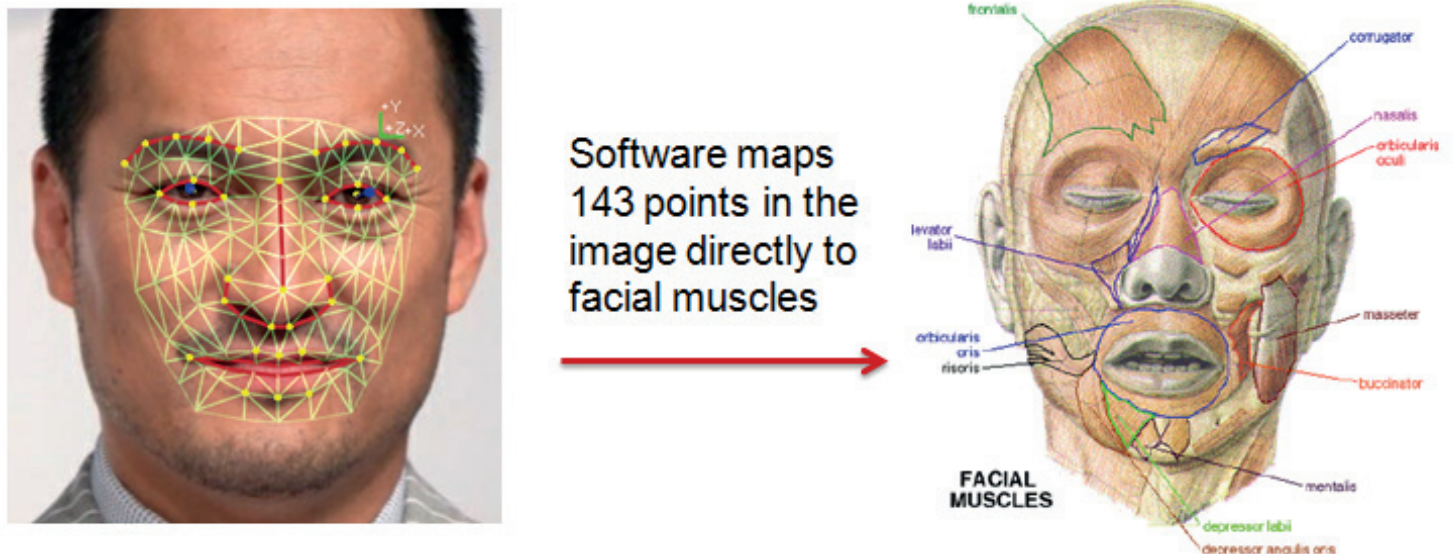 +Y
+Z+X
Software maps
143 points in the
image directly to
facial muscles
frontalis
corrugator
nasalis
orbicularis
oculi
levator
labii
orbicularis
oris
risoris
masseter
buccinator
FACIAL
MUSCLES
mentalis
depressor labii
depressor angulis oris